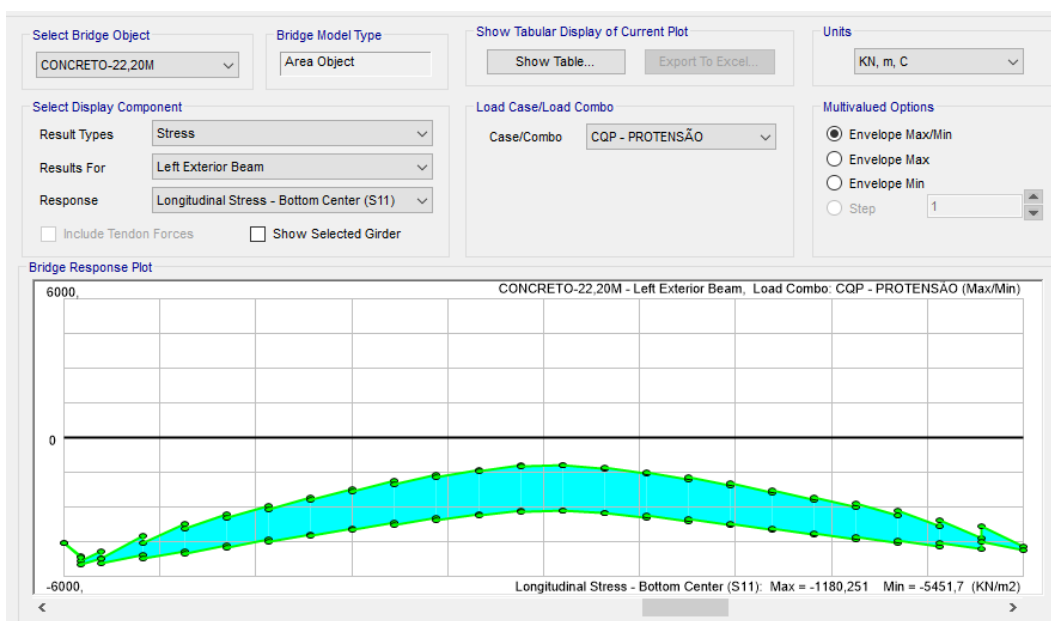 Select Bridge Object
CONCRETO-22,20M
Bridge Model Type
Area Object
Show Tabular Display of Current Plot
Show Table...
Export To Excel...
Units
KN, m, C
Select Display Component
Result Types
Stress
Results For
Left Exterior Beam
Response
Longitudinal Stress - Bottom Center (S11)
Include Tendon Forces
Show Selected Girder
Load Case/Load Combo
Case/Combo
CQP - PROTENSÃO
Multivalued Options
Envelope Max/Min
Envelope Max
Envelope Min
Step
1
Bridge Response Plot
6000,
CONCRETO-22,20M - Left Exterior Beam, Load Combo: CQP - PROTENSÃO (Max/Min)
0
-6000,
Longitudinal Stress - Bottom Center (S11): Max = -1180,251 Min = -5451,7 (KN/m2)